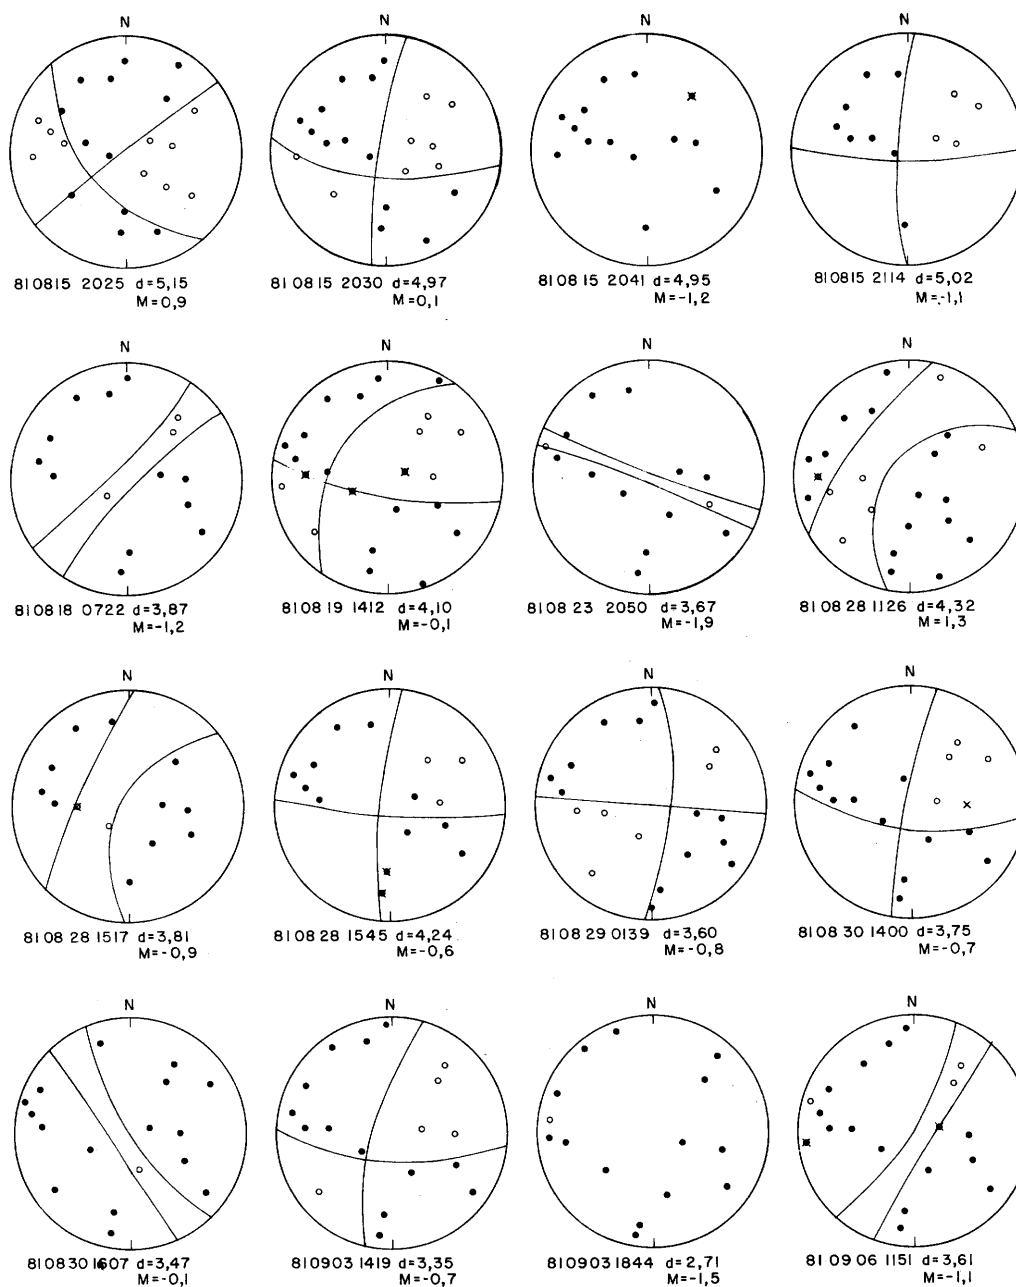 N N N N
810815 2025 d=5,15
M=0,9
810815 2030 d=4,97
M=0,1
810815 2041 d=4,95
M=-1,2
810815 2114 d=5,02
M=-1,1
N N N N
810818 0722 d=3,87
M=-1,2
810819 1412 d=4,10
M=-0,1
810823 2050 d=3,67
M=-1,9
810828 1126 d=4,32
M=1,3
N N N N
810828 1517 d=3,81
M=-0,9
810828 1545 d=4,24
M=-0,6
810829 0139 d=3,60
M=-0,8
810830 1400 d=3,75
M=-0,7
N N N N
810830 1607 d=3,47
M=-0,1
810903 1419 d=3,35
M=-0,7
810903 1844 d=2,71
M=-1,5
810906 1151 d=3,61
M=-1,1